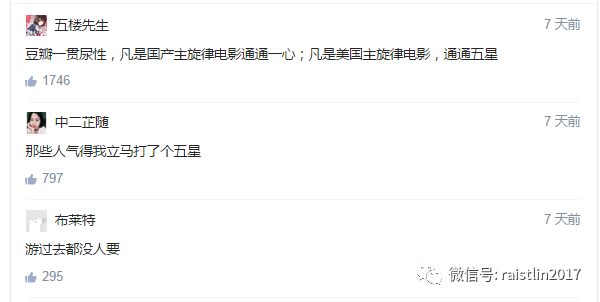 五楼先生 7 天前
豆瓣一贯尿性，凡是国产主旋律电影通通一心；凡是美国主旋律电影，通通五星
1746
中二芷随 7 天前
那些人气得我立马打了个五星
797
布莱特 7 天前
游过去都没人要
295
微信号: raistlin2017